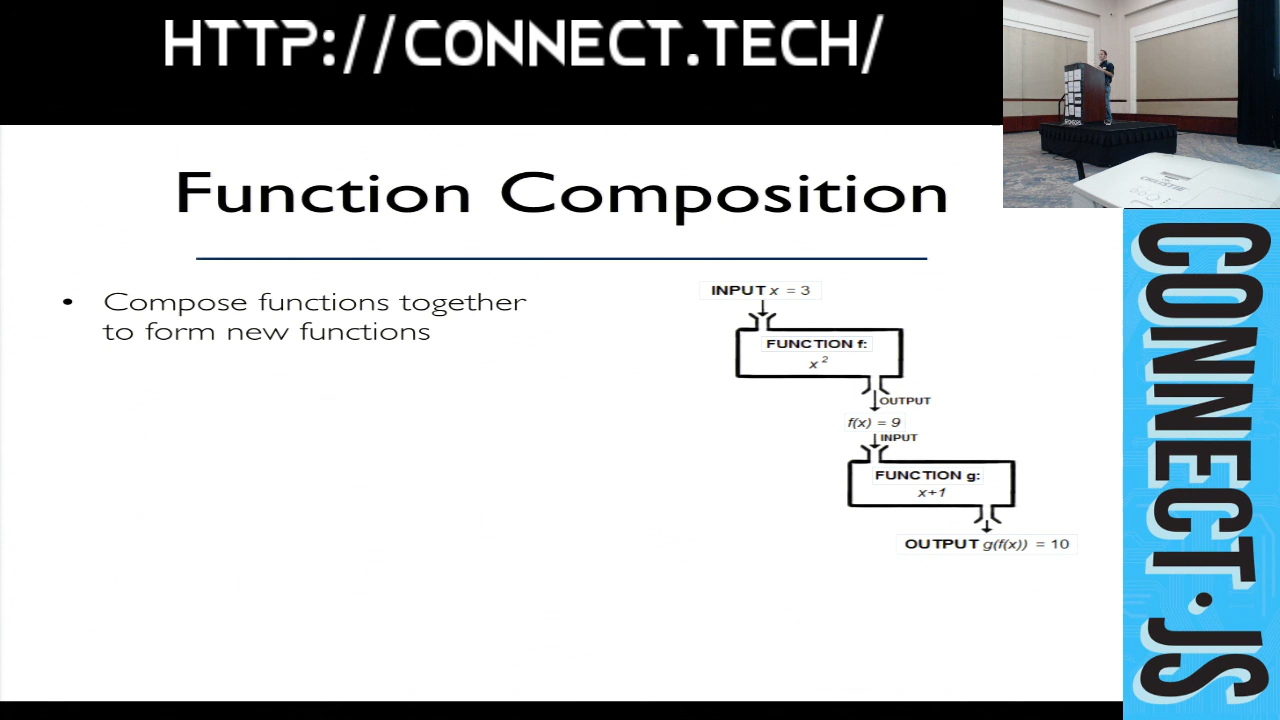 HTTP://CONNECT.TECH/
CHRISTIE
Function Composition
• Compose functions together
to form new functions
INPUT x = 3
FUNCTION f:
x²
OUTPUT
f(x) = 9
INPUT
FUNCTION g:
x+1
OUTPUT g(f(x)) = 10
CONNECT.JS